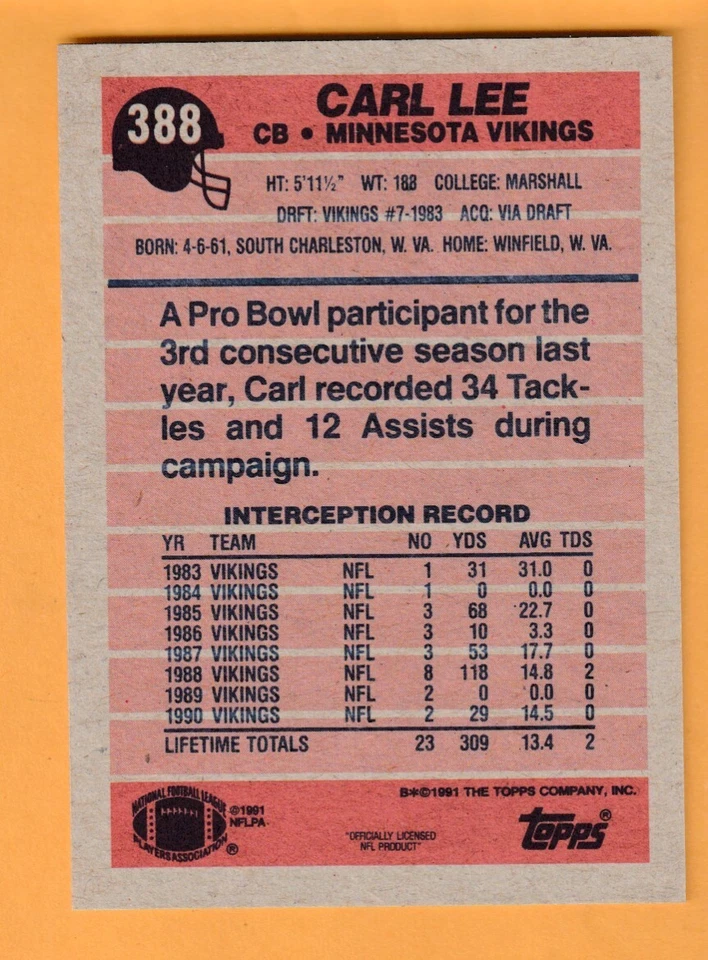 388
CARL LEE
CB • MINNESOTA VIKINGS
HT: 5'11½" WT: 188 COLLEGE: MARSHALL
DRFT: VIKINGS #7-1983 ACQ: VIA DRAFT
BORN: 4-6-61, SOUTH CHARLESTON, W. VA. HOME: WINFIELD, W. VA.
A Pro Bowl participant for the
3rd consecutive season last
year, Carl recorded 34 Tack-
les and 12 Assists during
campaign.
INTERCEPTION RECORD
YR TEAM NO YDS AVG TDS
1983 VIKINGS NFL 1 31 31.0 0
1984 VIKINGS NFL 1 0 0.0 0
1985 VIKINGS NFL 3 68 22.7 0
1986 VIKINGS NFL 3 10 3.3 0
1987 VIKINGS NFL 3 53 17.7 0
1988 VIKINGS NFL 8 118 14.8 2
1989 VIKINGS NFL 2 0 0.0 0
1990 VIKINGS NFL 2 29 14.5 0
LIFETIME TOTALS 23 309 13.4 2
B*©1991 THE TOPPS COMPANY, INC.
NATIONAL FOOTBALL LEAGUE
PLAYERS ASSOCIATION ®
©1991
NFLPA
"OFFICIALLY LICENSED
NFL PRODUCT"
topps®